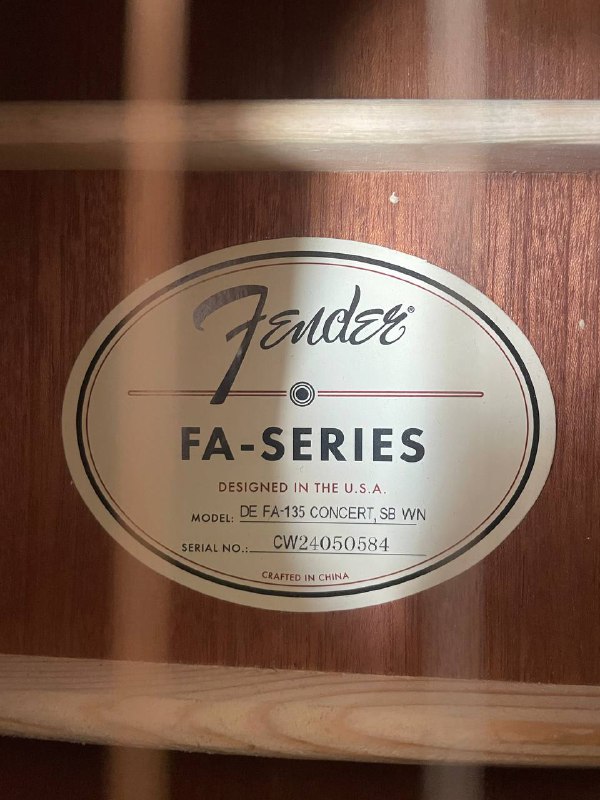 Fender®
FA-SERIES
DESIGNED IN THE U.S.A.
MODEL: DE FA-135 CONCERT, SB WN
SERIAL NO.: CW24050584
CRAFTED IN CHINA